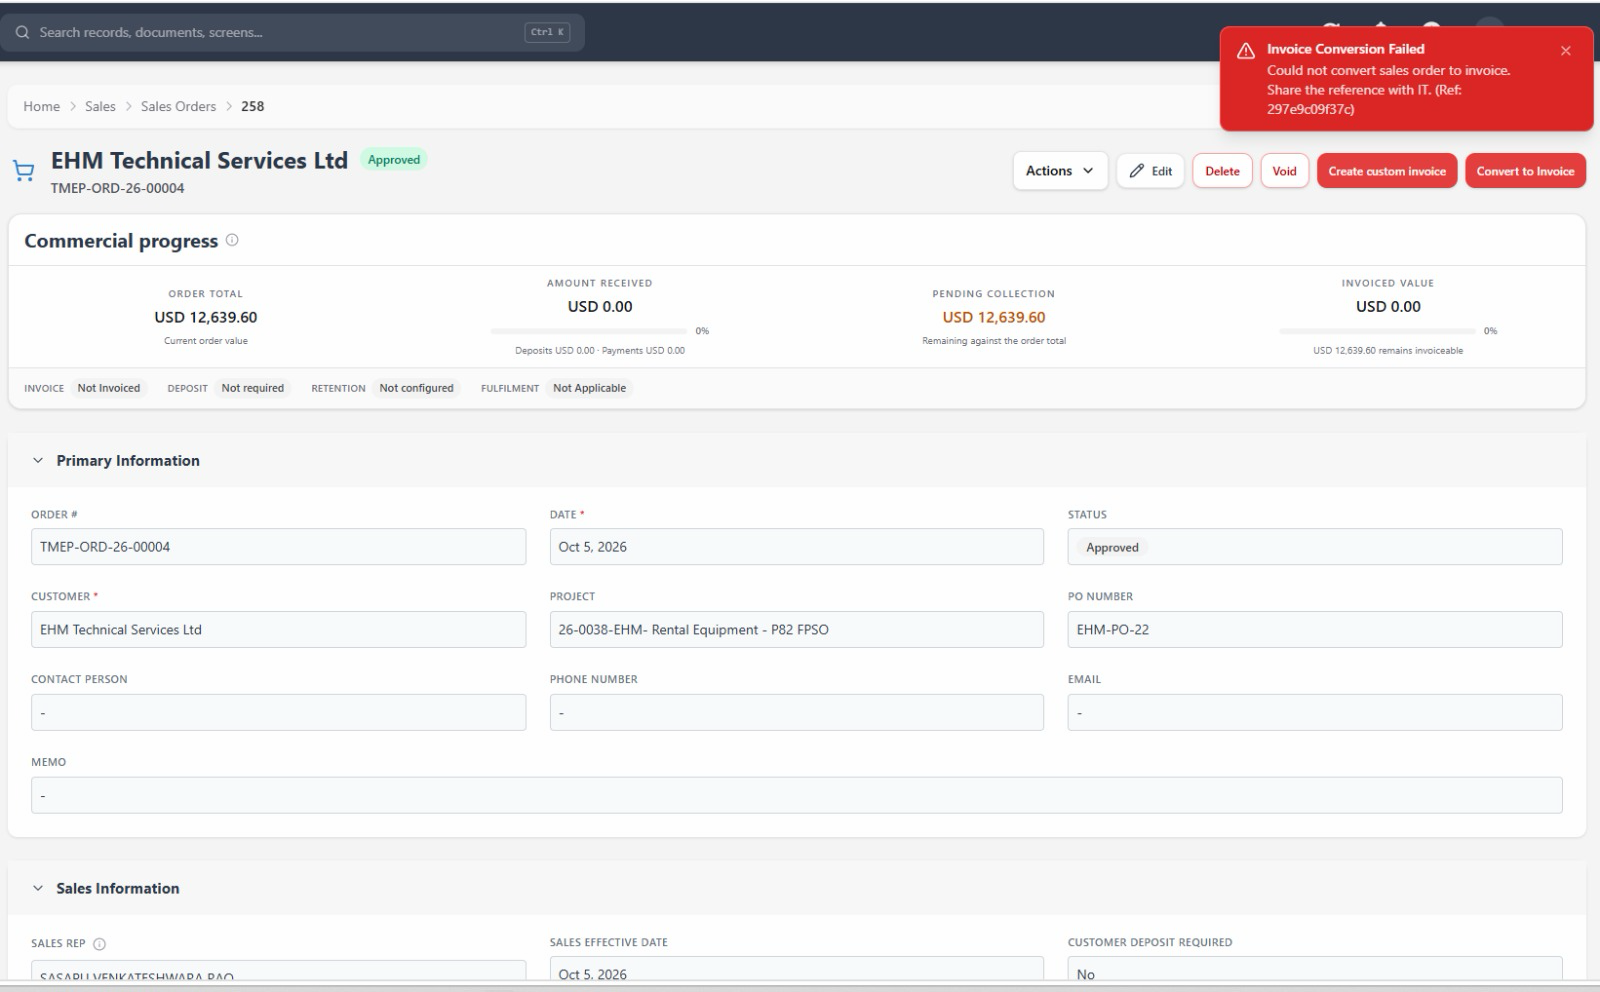 Search records, documents, screens...
Ctrl K
Invoice Conversion Failed
Could not convert sales order to invoice.
Share the reference with IT. (Ref:
297e9c09f37c)
Home > Sales > Sales Orders > 258
EHM Technical Services Ltd Approved
TMEP-ORD-26-00004
Actions Edit Delete Void Create custom invoice Convert to Invoice
Commercial progress
ORDER TOTAL
USD 12,639.60
Current order value
AMOUNT RECEIVED
USD 0.00
0%
Deposits USD 0.00 · Payments USD 0.00
PENDING COLLECTION
USD 12,639.60
Remaining against the order total
INVOICED VALUE
USD 0.00
0%
USD 12,639.60 remains invoiceable
INVOICE Not Invoiced DEPOSIT Not required RETENTION Not configured FULFILMENT Not Applicable
Primary Information
ORDER #
TMEP-ORD-26-00004
DATE *
Oct 5, 2026
STATUS
Approved
CUSTOMER *
EHM Technical Services Ltd
PROJECT
26-0038-EHM- Rental Equipment - P82 FPSO
PO NUMBER
EHM-PO-22
CONTACT PERSON
-
PHONE NUMBER
-
EMAIL
-
MEMO
-
Sales Information
SALES REP
SASAPU VENKATESHWARA RAO
SALES EFFECTIVE DATE
Oct 5, 2026
CUSTOMER DEPOSIT REQUIRED
No